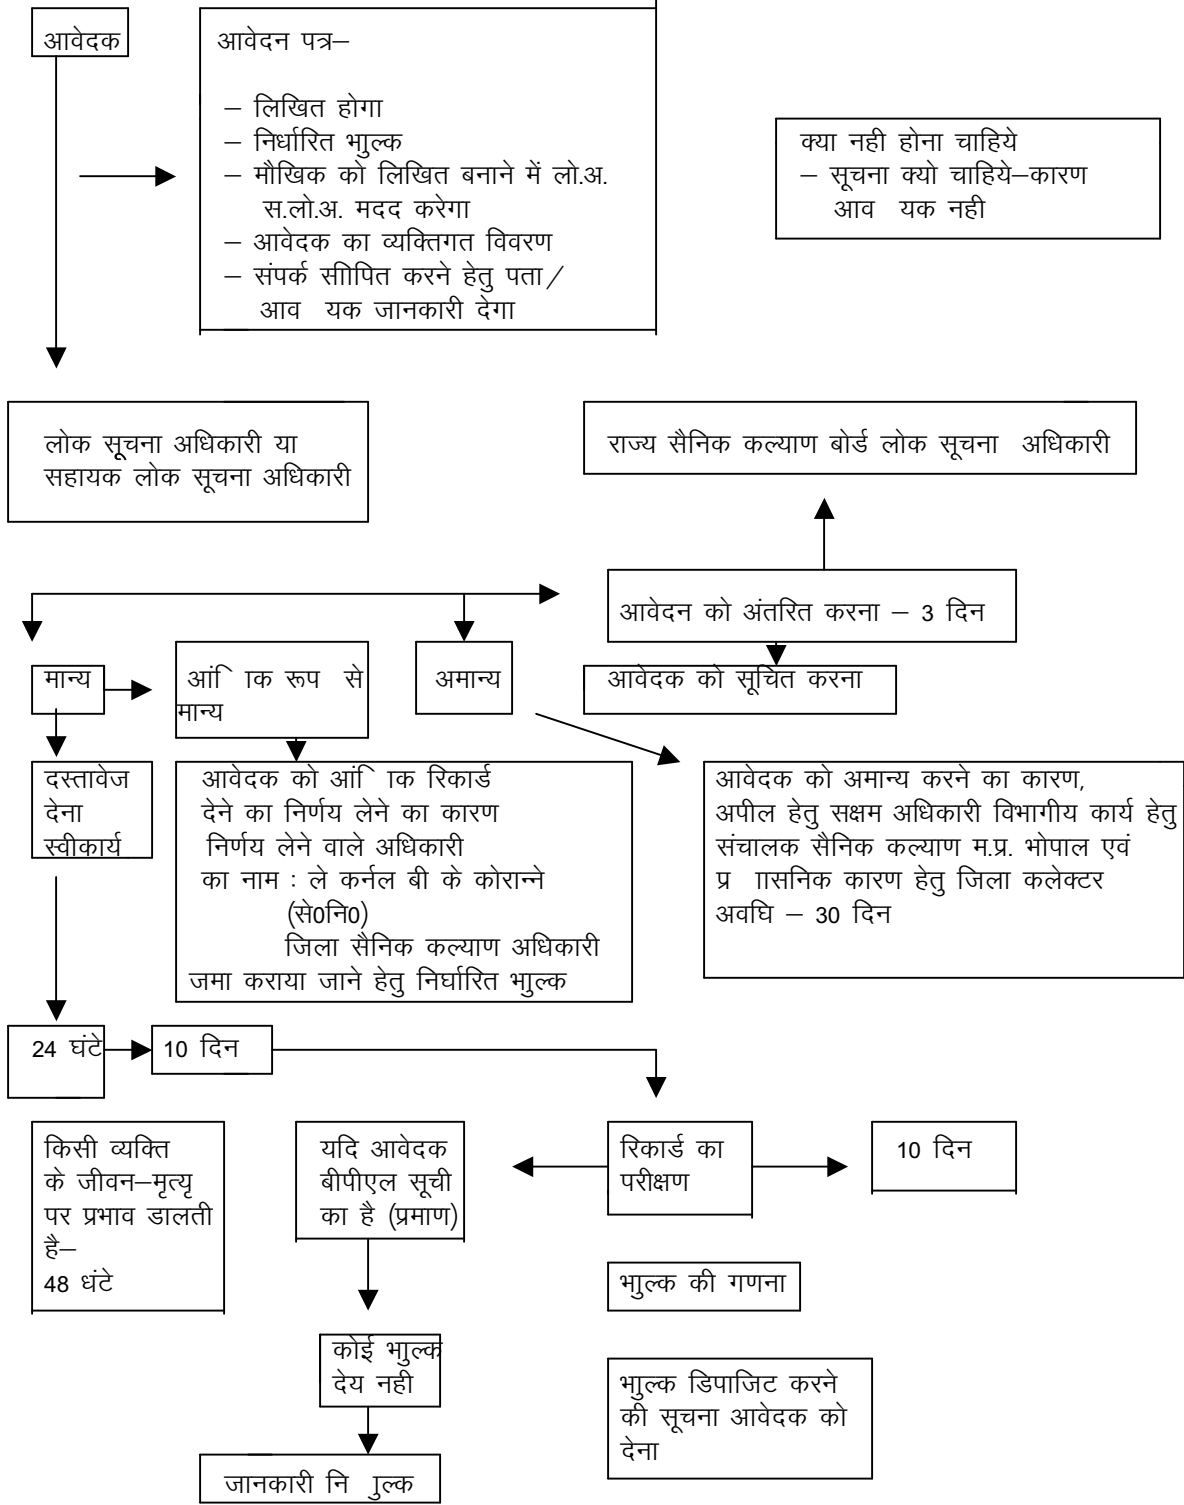 आवेदक
आवेदन पत्र–
– लिखित होगा
– निर्धारित भाुल्क
– मौखिक को लिखित बनाने में लो.अ.
स.लो.अ. मदद करेगा
– आवेदक का व्यक्तिगत विवरण
– संपर्क सीापित करने हेतु पता/
आव यक जानकारी देगा
क्या नही होना चाहिये
– सूचना क्यो चाहिये–कारण
आव यक नही
लोक सूचना अधिकारी या
सहायक लोक सूचना अधिकारी
राज्य सैनिक कल्याण बोर्ड लोक सूचना अधिकारी
आवेदन को अंतरित करना – 3 दिन
मान्य
आंि ाक रूप से
मान्य
अमान्य
आवेदक को सूचित करना
दस्तावेज
देना
स्वीकार्य
आवेदक को आंि ाक रिकार्ड
देने का निर्णय लेने का कारण
निर्णय लेने वाले अधिकारी
का नाम : ले कर्नल बी के कोरान्ने
(से0नि0)
जिला सैनिक कल्याण अधिकारी
जमा कराया जाने हेतु निर्घारित भाुल्क
आवेदक को अमान्य करने का कारण,
अपील हेतु सक्षम अधिकारी विभागीय कार्य हेतु
संचालक सैनिक कल्याण म.प्र. भोपाल एवं
प्र ाासनिक कारण हेतु जिला कलेक्टर
अवघि – 30 दिन
24 घंटे
10 दिन
किसी व्यक्ति
के जीवन–मृत्यृ
पर प्रभाव डालती
है–
48 धंटे
यदि आवेदक
बीपीएल सूची
का है (प्रमाण)
रिकार्ड का
परीक्षण
10 दिन
भाुल्क की गणना
कोई भाुल्क
देय नही
भाुल्क डिपाजिट करने
की सूचना आवेदक को
देना
जानकारी नि ाुल्क